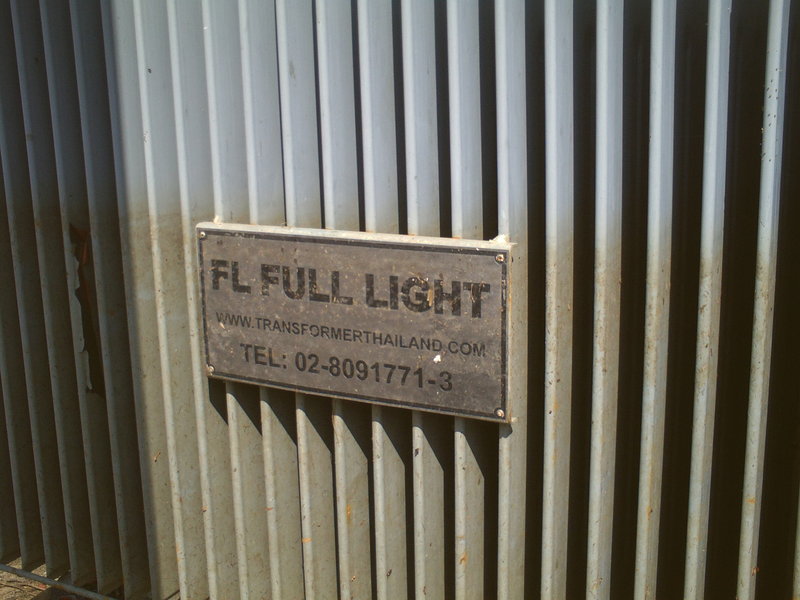 FL FULL LIGHT
WWW.TRANSFORMERTHAILAND.COM
TEL: 02-8091771-3